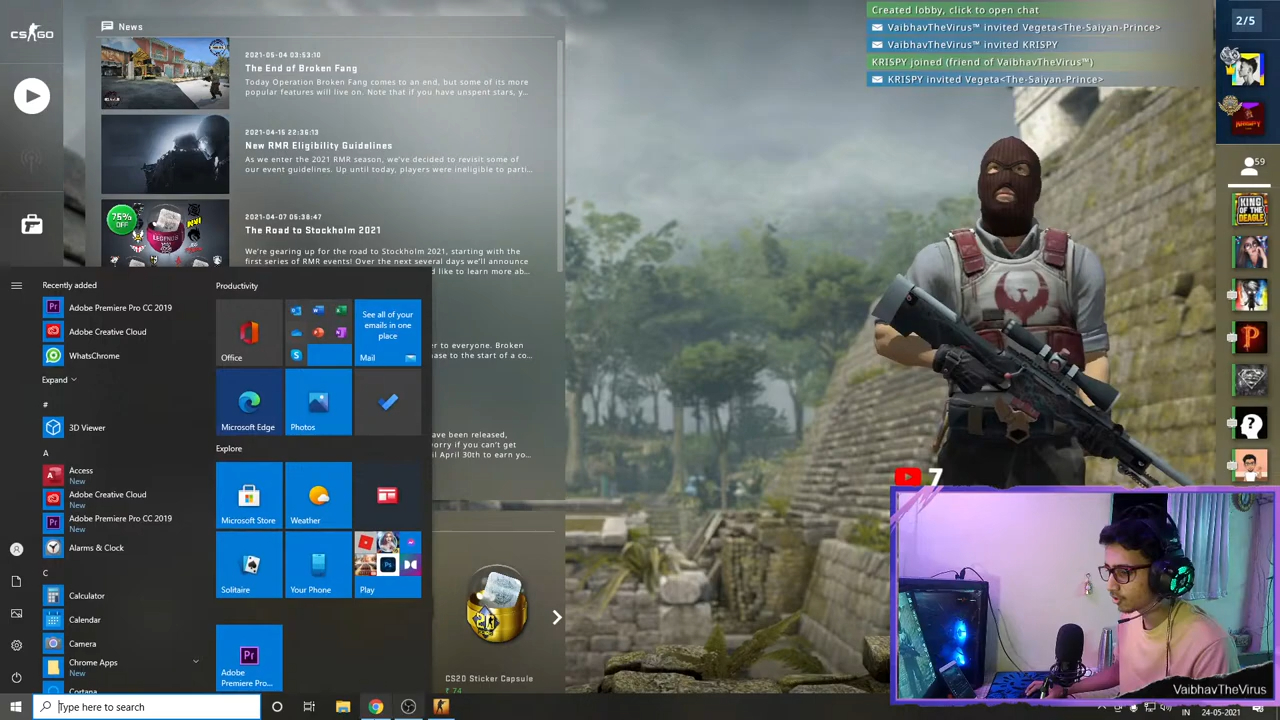 CS:GO
News
2021-05-04 03:53:10
The End of Broken Fang
Today Operation Broken Fang comes to an end, but some of its more
popular features will live on. Note that if you have unspent stars, y...
2021-04-15 22:36:13
New RMR Eligibility Guidelines
As we enter the 2021 RMR season, we've decided to revisit some of
our event guidelines. Up until today, players were ineligible to parti...
2021-04-07 05:38:47
The Road to Stockholm 2021
75%
OFF
LEGENDS
We're gearing up for the road to Stockholm 2021, starting with the
first series of RMR events! Over the next several days we'll announce
d like to learn more ab...
er to everyone. Broken
ase to the start of a co...
ave been released,
orry if you can't get
til April 30th to earn yo...
CS20 Sticker Capsule
₹ 74
Created lobby, click to open chat
VaibhavTheVirus™ invited Vegeta<The-Saiyan-Prince>
VaibhavTheVirus™ invited KRISPY
KRISPY joined (friend of VaibhavTheVirus™)
KRISPY invited Vegeta<The-Saiyan-Prince>
2/5
59
KING
OF THE
DEAGLE
Recently added
Adobe Premiere Pro CC 2019
Adobe Creative Cloud
WhatsChrome
Expand
#
3D Viewer
A
Access
New
Adobe Creative Cloud
New
Adobe Premiere Pro CC 2019
New
Alarms & Clock
C
Calculator
Calendar
Camera
Chrome Apps
New
Cortana
Productivity
Office
See all of your
emails in one
place
Mail
Microsoft Edge
Photos
Explore
Microsoft Store
Weather
Solitaire
Your Phone
Play
Adobe
Premiere Pro...
7
VaibhavTheVirus
Type here to search
IN
24-05-2021